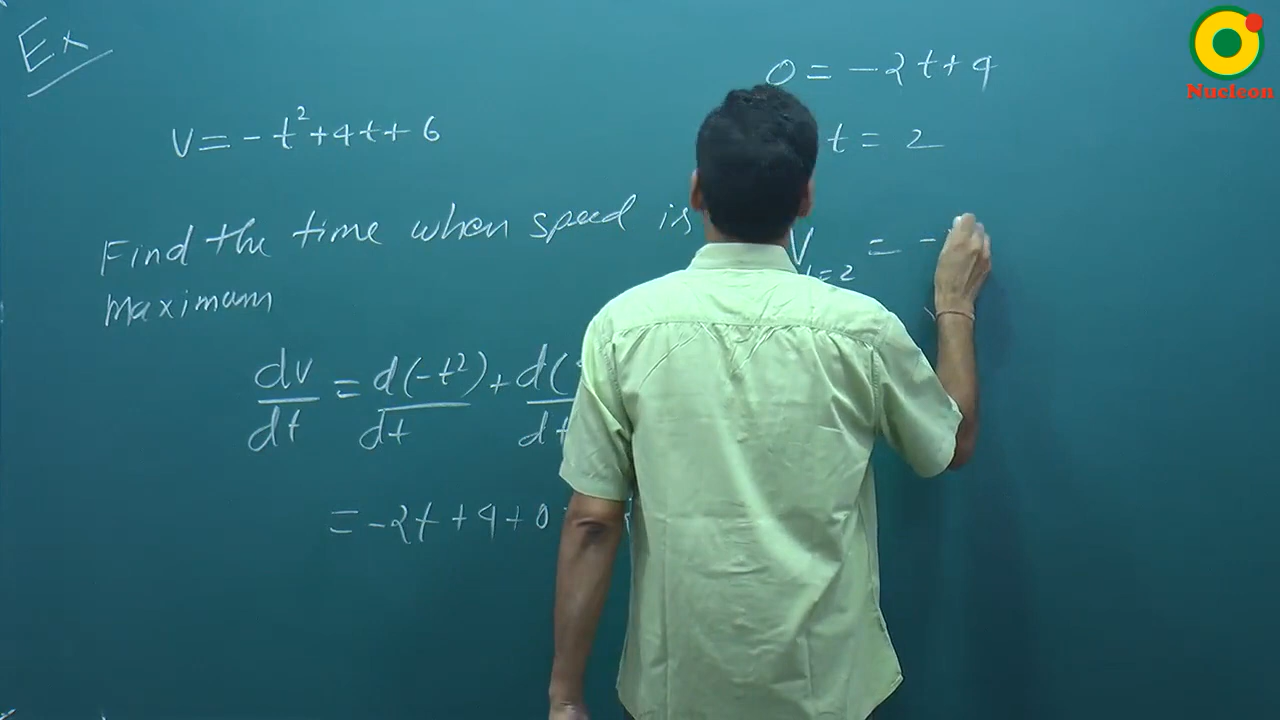 Ex
V = - t² + 4t + 6
Find the time when speed is
maximum
dv/dt = d(-t²)/dt + d(
= -2t + 4 + 0
0 = -2t + 4
t = 2
V t=2 = -
Nucleon